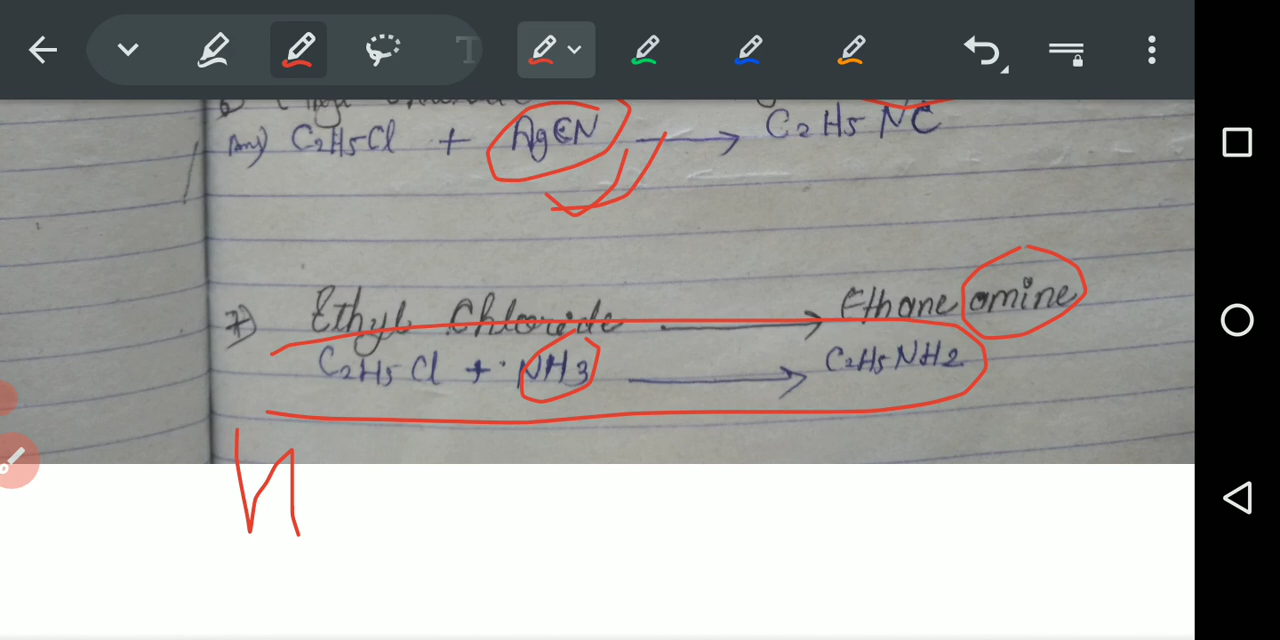 Ans) C2H5Cl + AgCN → C2H5NC
7) Ethyl Chloride → Ethane amine
C2H5Cl + NH3 → C2H5NH2
N